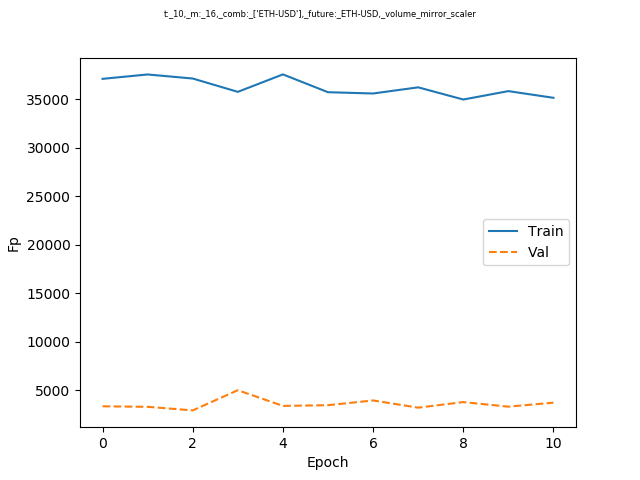 t:_10,_m:_16,_comb:_['ETH-USD'],_future:_ETH-USD,_volume_mirror_scaler
35000
30000
25000
20000
15000
10000
5000
Fp
Train
Val
0 2 4 6 8 10
Epoch